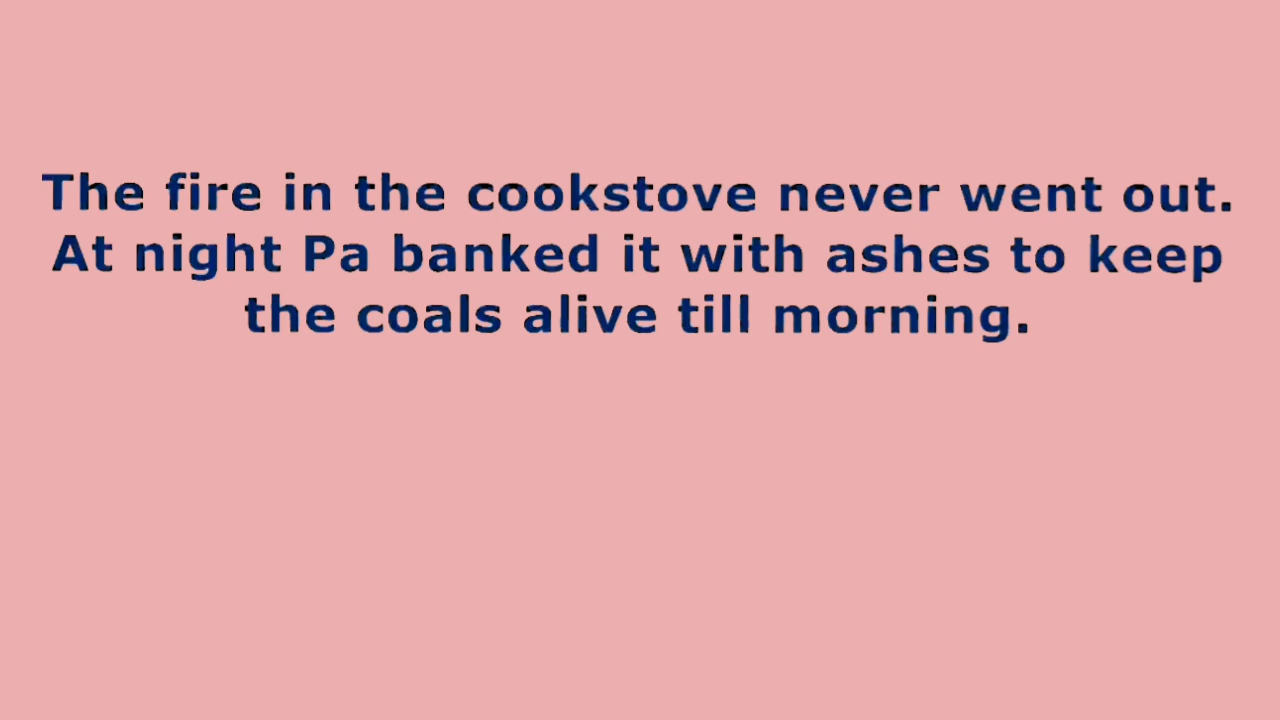 The fire in the cookstove never went out.
At night Pa banked it with ashes to keep
the coals alive till morning.